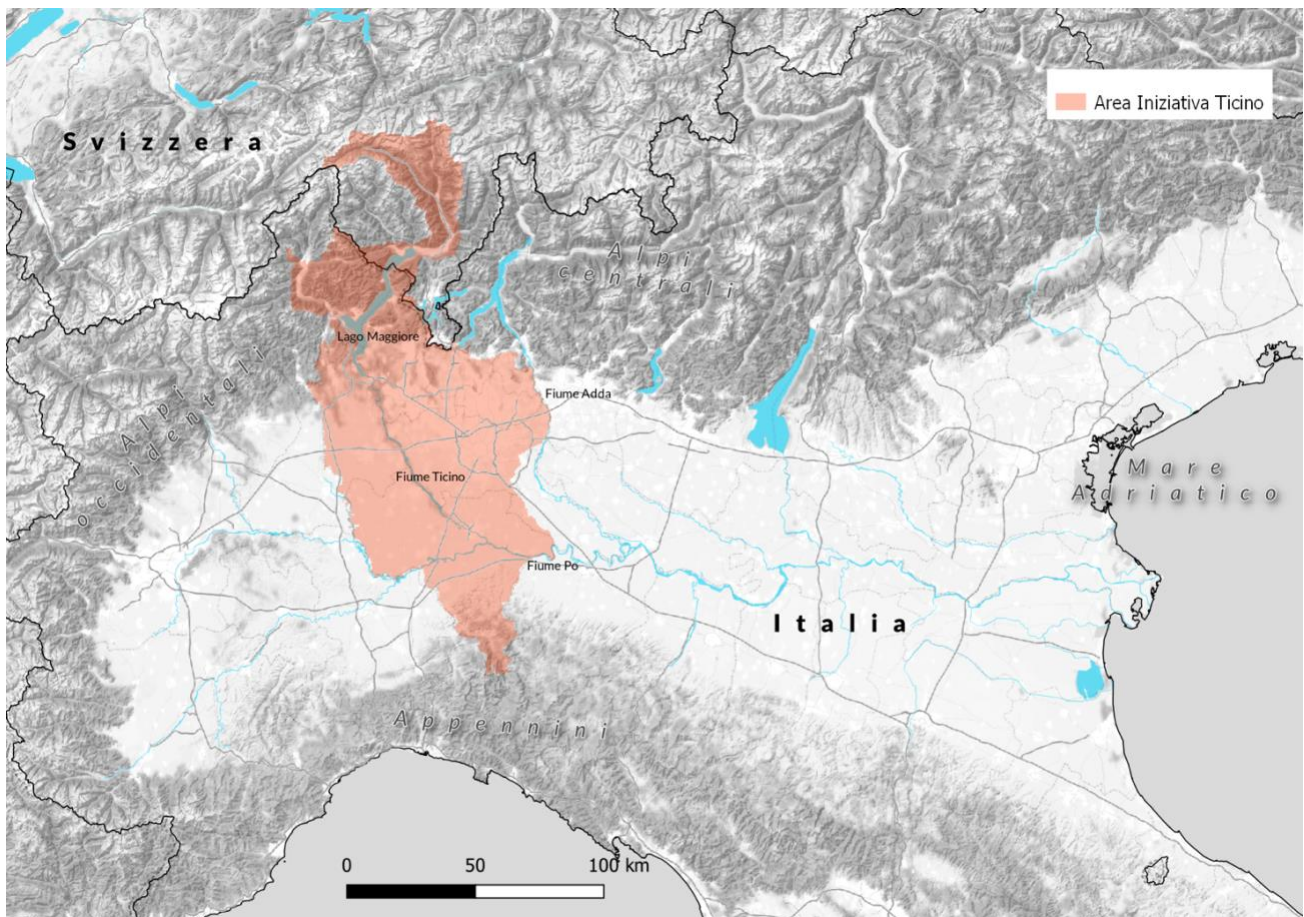 Area Iniziativa Ticino
Svizzera
Alpi
centrali
Lago Maggiore
Alpi
occidentali
Fiume Adda
Fiume Ticino
Mare
Adriatico
Fiume Po
Italia
Appennini
0 50 100 km